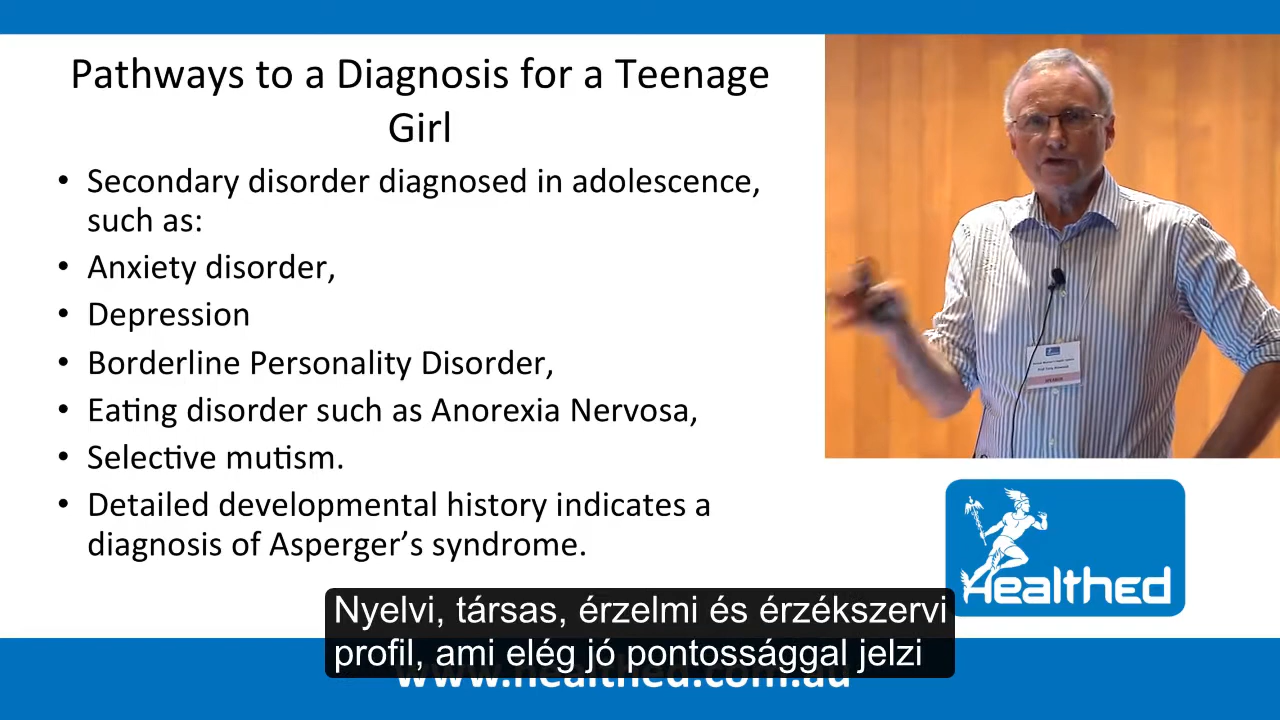 Pathways to a Diagnosis for a Teenage
Girl
• Secondary disorder diagnosed in adolescence,
such as:
• Anxiety disorder,
• Depression
• Borderline Personality Disorder,
• Eating disorder such as Anorexia Nervosa,
• Selective mutism.
• Detailed developmental history indicates a
diagnosis of Asperger’s syndrome.
SPEAKER
Healthed
Nyelvi, társas, érzelmi és érzékszervi
profil, ami elég jó pontossággal jelzi
www.healthed.com.au